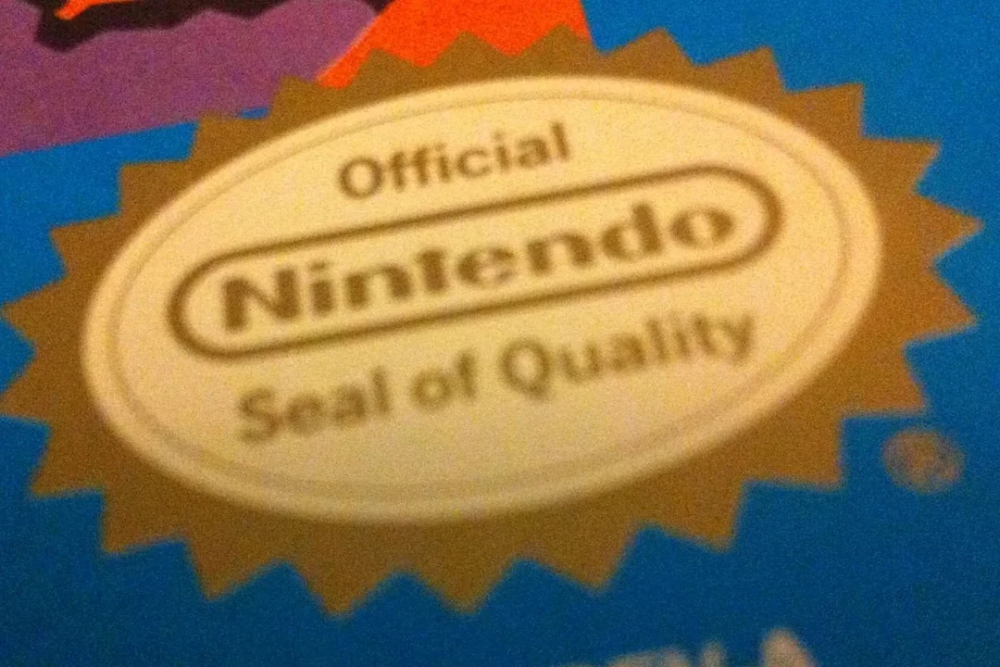 Official
Nintendo
Seal of Quality
®